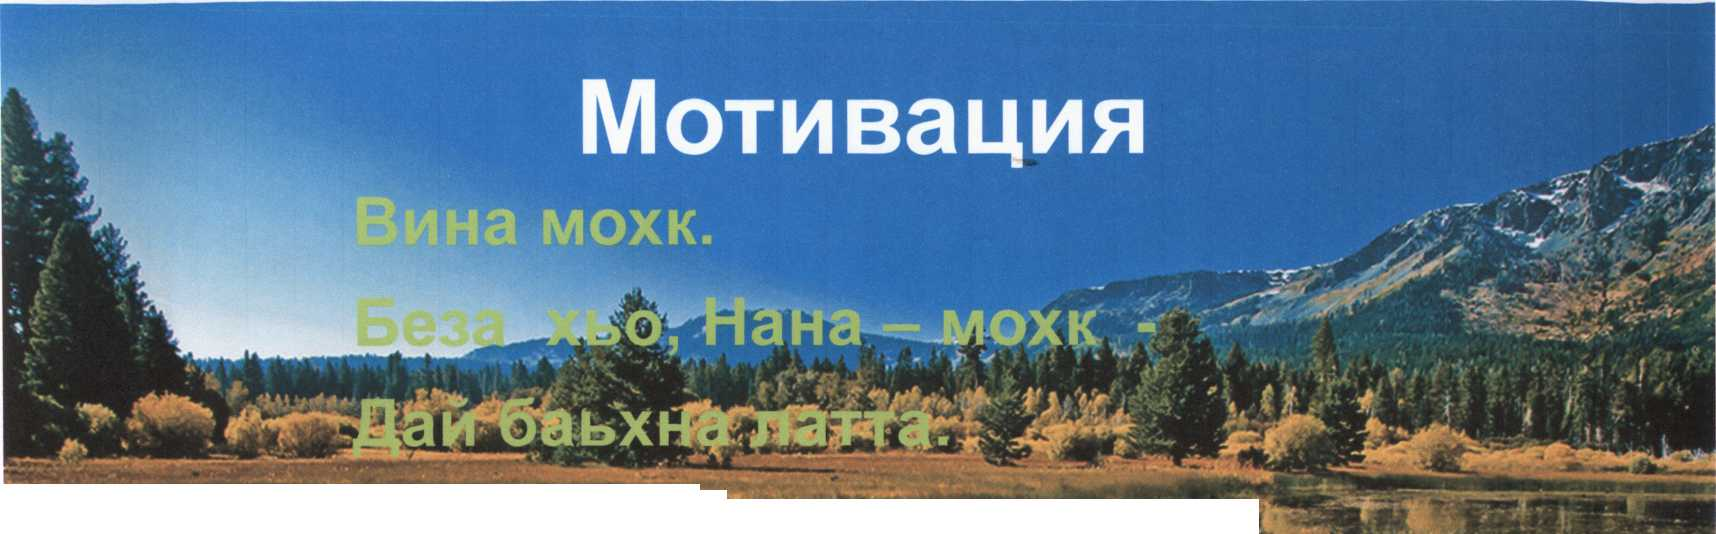 Мотивация
Вина мохк.
Беза хьо, Нана – мохк -
Дай баьхна латта.